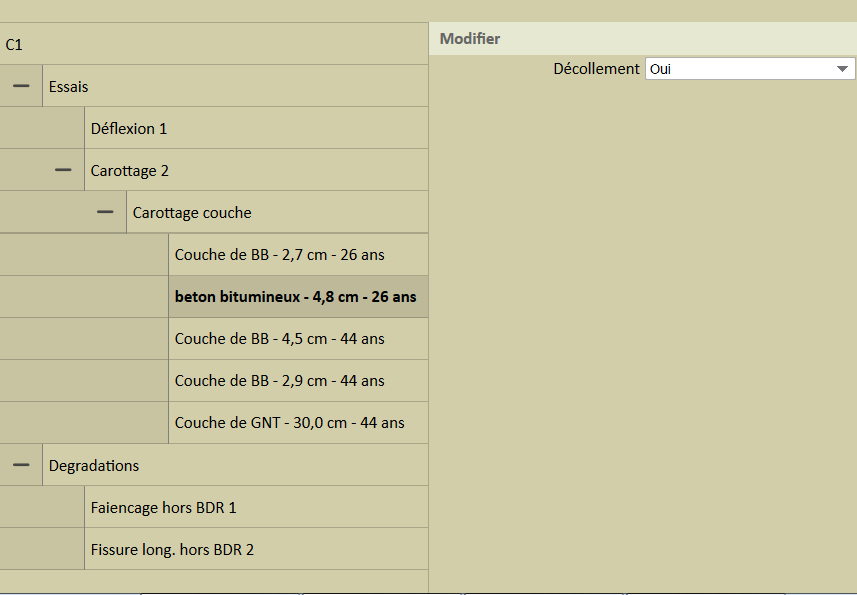 C1
Essais
Déflexion 1
Carottage 2
Carottage couche
Couche de BB - 2,7 cm - 26 ans
beton bitumineux - 4,8 cm - 26 ans
Couche de BB - 4,5 cm - 44 ans
Couche de BB - 2,9 cm - 44 ans
Couche de GNT - 30,0 cm - 44 ans
Degradations
Faiencage hors BDR 1
Fissure long. hors BDR 2
Modifier
Décollement Oui